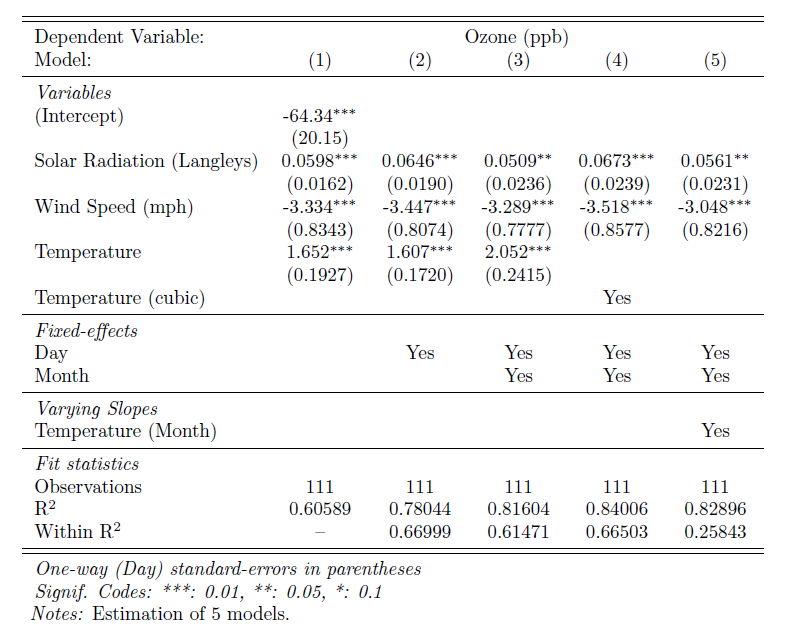 Dependent Variable: Ozone (ppb)
Model: (1) (2) (3) (4) (5)
Variables
(Intercept) -64.34***
(20.15)
Solar Radiation (Langleys) 0.0598*** 0.0646*** 0.0509** 0.0673*** 0.0561**
(0.0162) (0.0190) (0.0236) (0.0239) (0.0231)
Wind Speed (mph) -3.334*** -3.447*** -3.289*** -3.518*** -3.048***
(0.8343) (0.8074) (0.7777) (0.8577) (0.8216)
Temperature 1.652*** 1.607*** 2.052***
(0.1927) (0.1720) (0.2415)
Temperature (cubic) Yes
Fixed-effects
Day Yes Yes Yes Yes
Month Yes Yes Yes
Varying Slopes
Temperature (Month) Yes
Fit statistics
Observations 111 111 111 111 111
R² 0.60589 0.78044 0.81604 0.84006 0.82896
Within R² – 0.66999 0.61471 0.66503 0.25843
One-way (Day) standard-errors in parentheses
Signif. Codes: ***: 0.01, **: 0.05, *: 0.1
Notes: Estimation of 5 models.